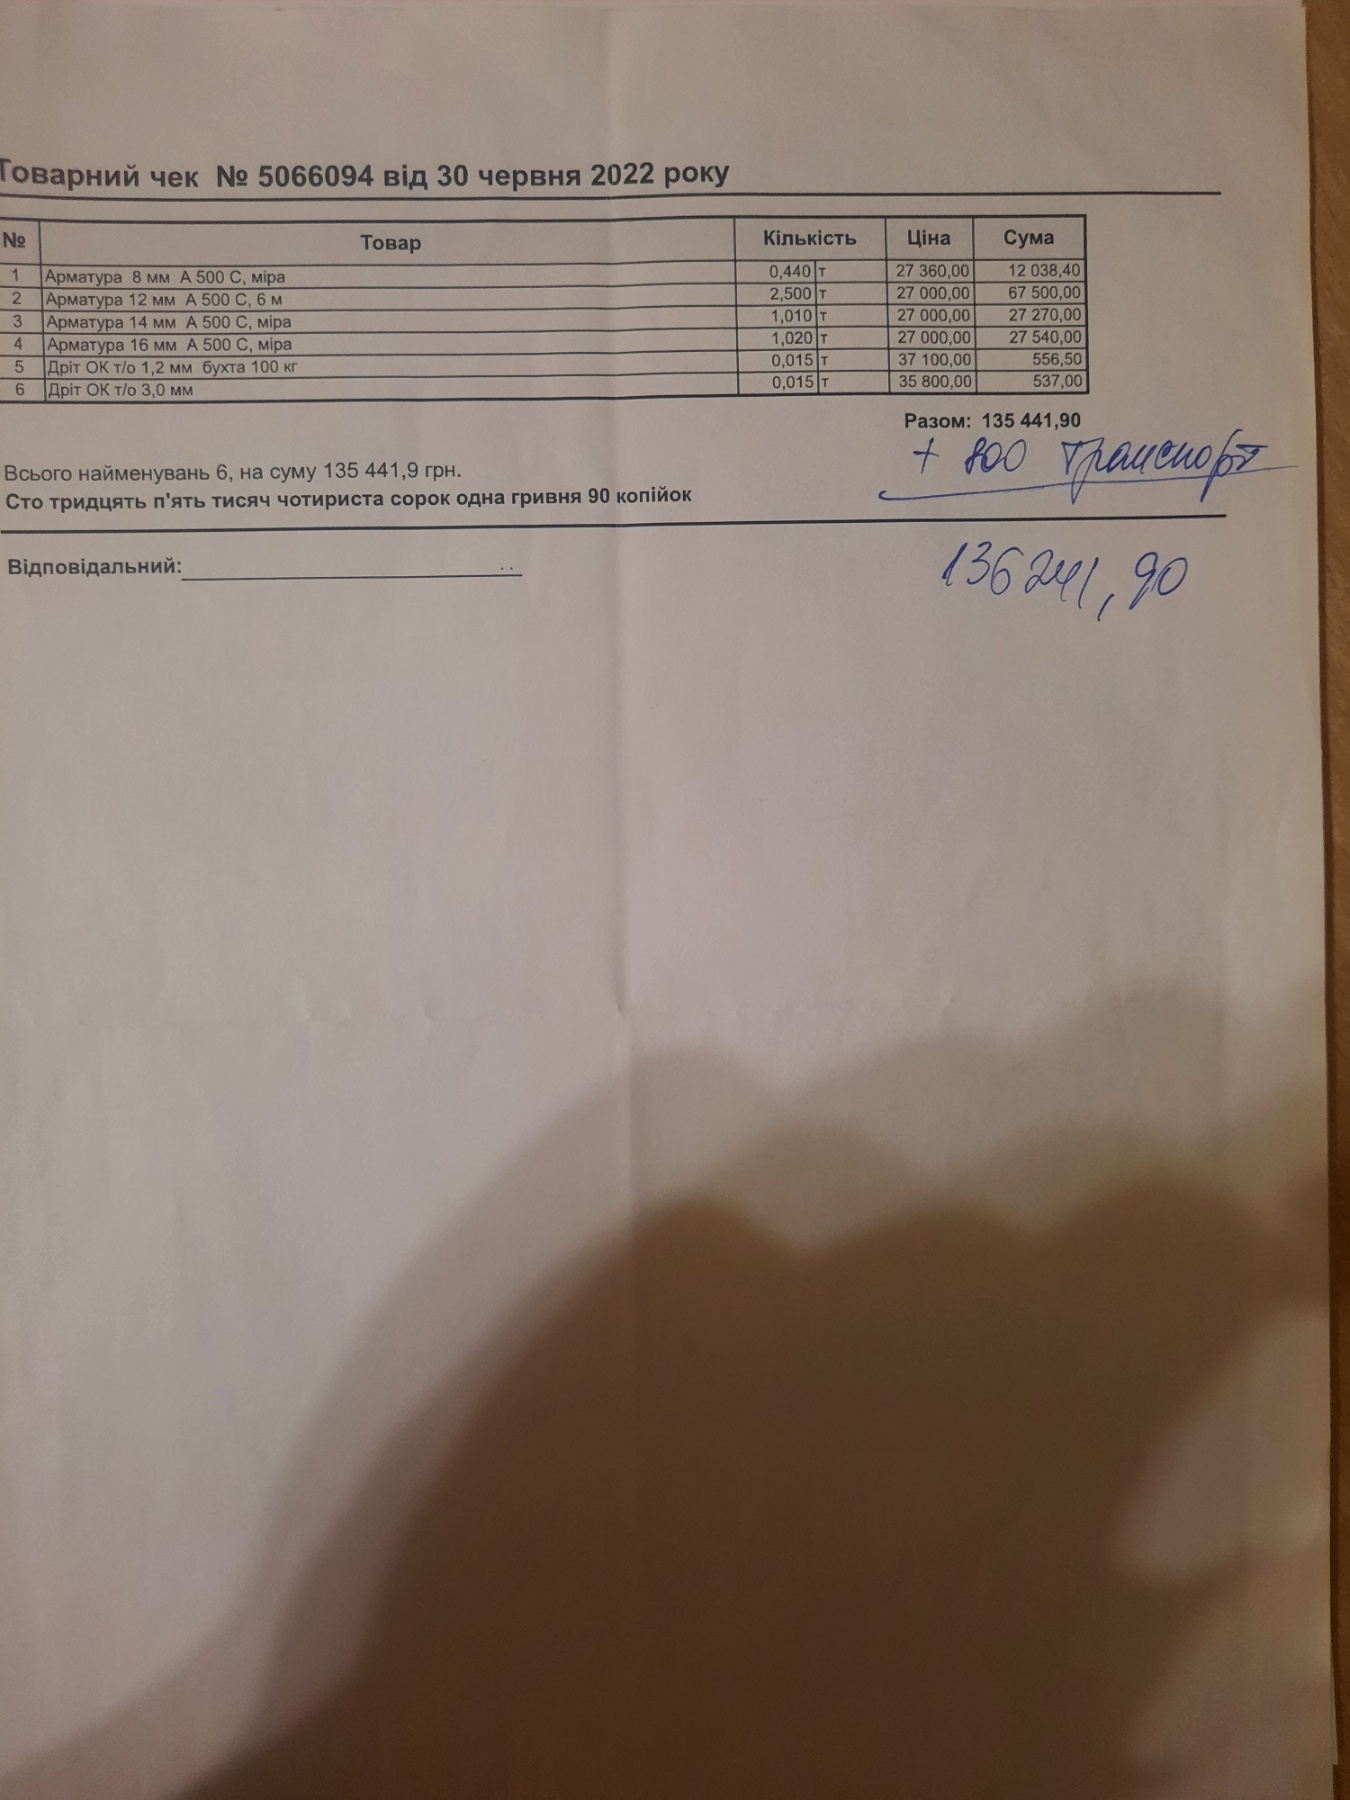 Товарний чек № 5066094 від 30 червня 2022 року
№ Товар Кількість Ціна Сума
1 Арматура 8 мм А 500 С, міра 0,440 т 27 360,00 12 038,40
2 Арматура 12 мм А 500 С, 6 м 2,500 т 27 000,00 67 500,00
3 Арматура 14 мм А 500 С, міра 1,010 т 27 000,00 27 270,00
4 Арматура 16 мм А 500 С, міра 1,020 т 27 000,00 27 540,00
5 Дріт ОК т/о 1,2 мм бухта 100 кг 0,015 т 37 100,00 556,50
6 Дріт ОК т/о 3,0 мм 0,015 т 35 800,00 537,00
Разом: 135 441,90
+ 800 транспорт
Всього найменувань 6, на суму 135 441,9 грн.
Сто тридцять п'ять тисяч чотириста сорок одна гривня 90 копійок
136241,90
Відповідальний: